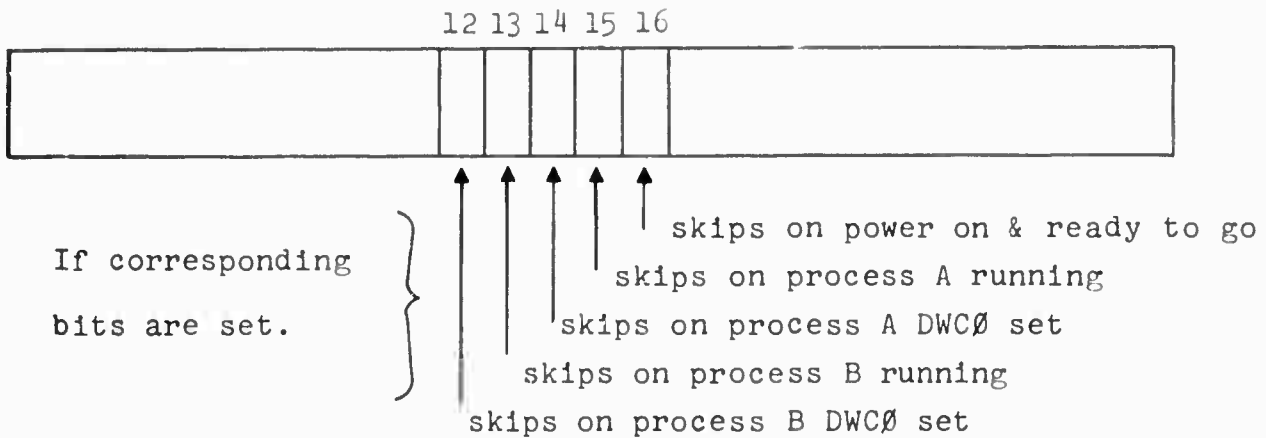 12 13 14 15 16
skips on power on & ready to go
If corresponding
skips on process A running
bits are set.
skips on process A DWCØ set
skips on process B running
skips on process B DWCØ set